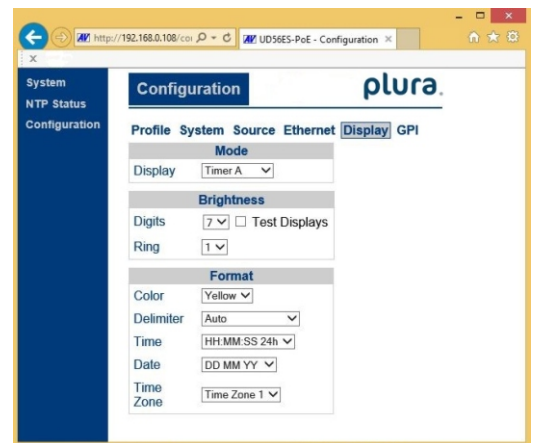 http://192.168.0.108/co UD56ES-PoE - Configuration
x
System
NTP Status
Configuration
Configuration
plura.
Profile System Source Ethernet Display GPI
Mode
Display Timer A
Brightness
Digits 7 Test Displays
Ring 1
Format
Color Yellow
Delimiter Auto
Time HH:MM:SS 24h
Date DD MM YY
Time
Zone Time Zone 1